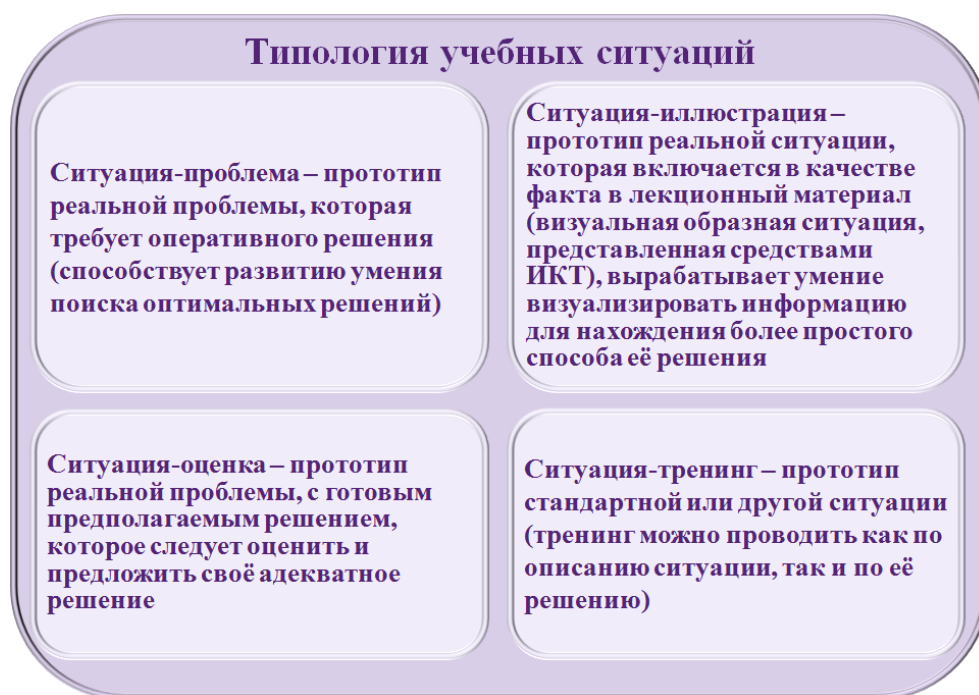 Типология учебных ситуаций
Ситуация-проблема – прототип
реальной проблемы, которая
требует оперативного решения
(способствует развитию умения
поиска оптимальных решений)
Ситуация-иллюстрация –
прототип реальной ситуации,
которая включается в качестве
факта в лекционный материал
(визуальная образная ситуация,
представленная средствами
ИКТ), вырабатывает умение
визуализировать информацию
для нахождения более простого
способа её решения
Ситуация-оценка – прототип
реальной проблемы, с готовым
предполагаемым решением,
которое следует оценить и
предложить своё адекватное
решение
Ситуация-тренинг – прототип
стандартной или другой ситуации
(тренинг можно проводить как по
описанию ситуации, так и по её
решению)